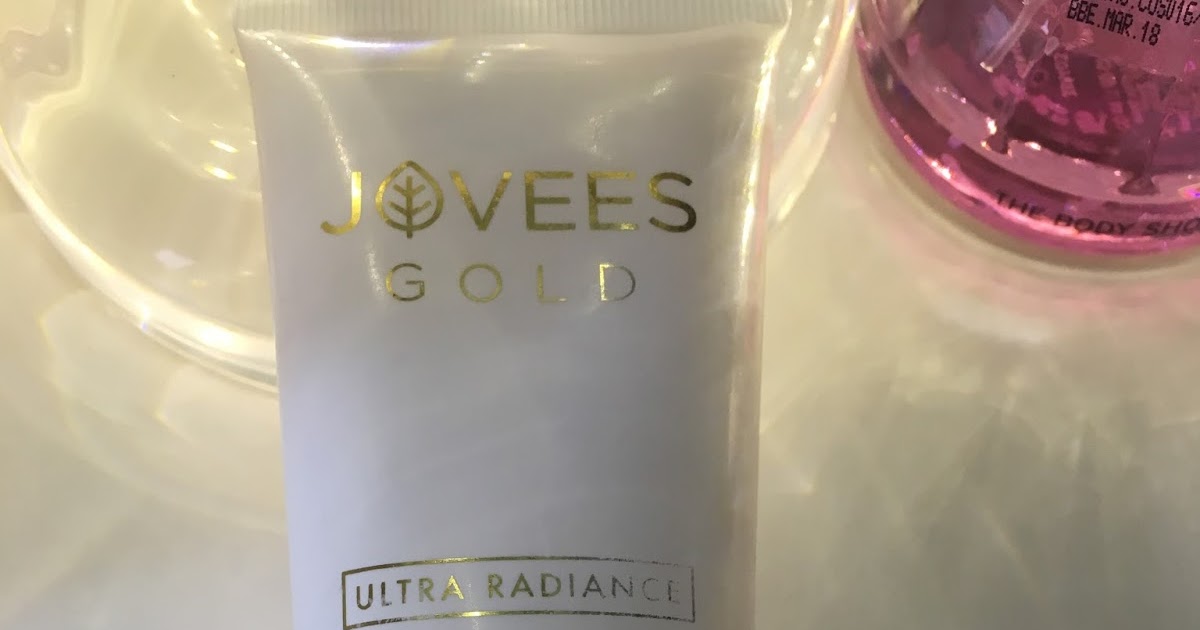 BBE.MAR.18
JOVEES
GOLD
THE BODY SHO
ULTRA RADIANCE